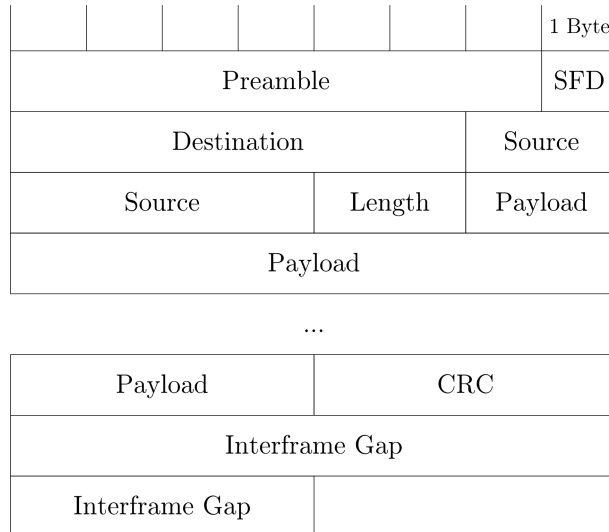 1 Byte
Preamble SFD
Destination Source
Source Length Payload
Payload
...
Payload CRC
Interframe Gap
Interframe Gap